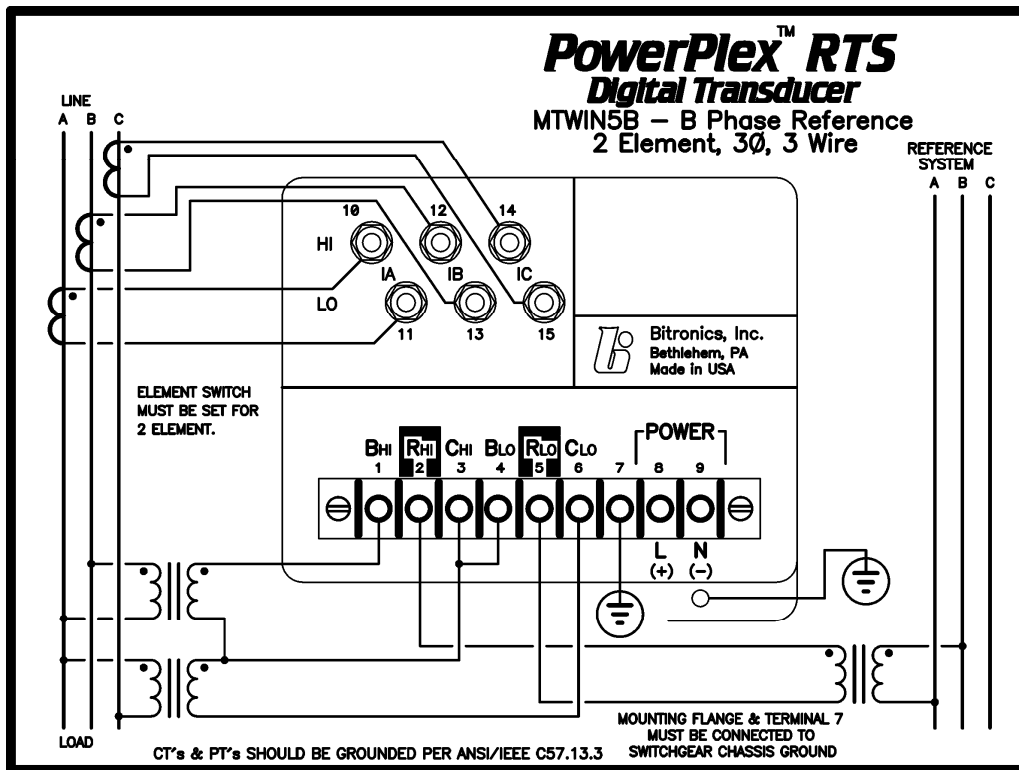 PowerPlex™ RTS
Digital Transducer
MTWIN5B – B Phase Reference
2 Element, 3Ø, 3 Wire
LINE
A B C
REFERENCE
SYSTEM
A B C
10 12 14
HI
IA IB IC
LO
11 13 15
Bitronics, Inc.
Bethlehem, PA
Made in USA
ELEMENT SWITCH
MUST BE SET FOR
2 ELEMENT.
POWER
BHI RHI CHI BLO RLO CLO
1 2 3 4 5 6 7 8 9
L N
(+) (–)
LOAD
MOUNTING FLANGE & TERMINAL 7
MUST BE CONNECTED TO
SWITCHGEAR CHASSIS GROUND
CT's & PT's SHOULD BE GROUNDED PER ANSI/IEEE C57.13.3